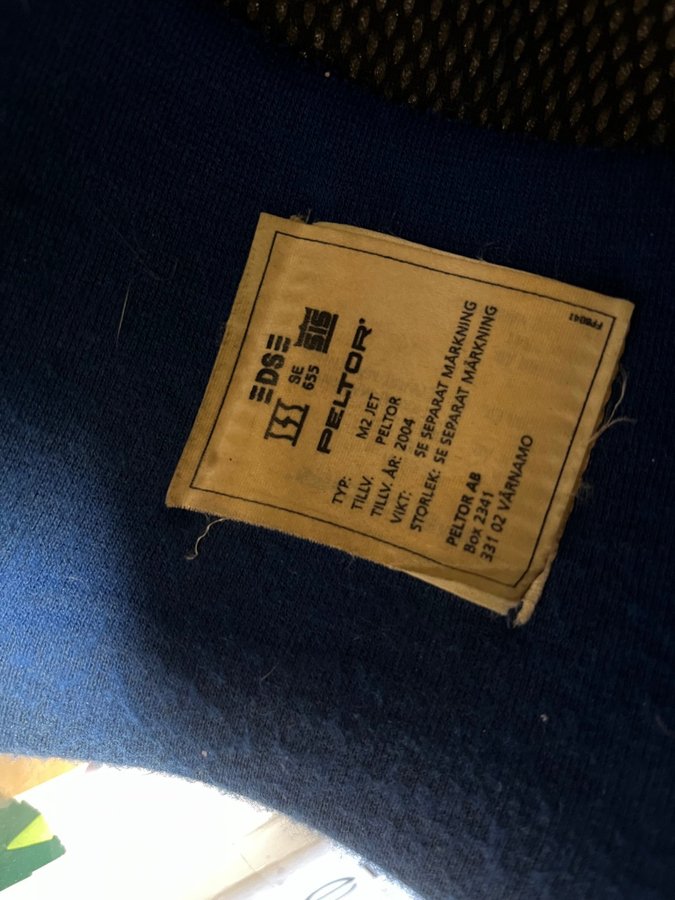 DS
SE
655
SIS
PELTOR
TYP: M2 JET
TILLV. PELTOR
TILLV. ÅR: 2004
VIKT: SE SEPARAT MÄRKNING
STORLEK: SE SEPARAT MÄRKNING
PELTOR AB
Box 2341
331 02 VÄRNAMO
FP8041